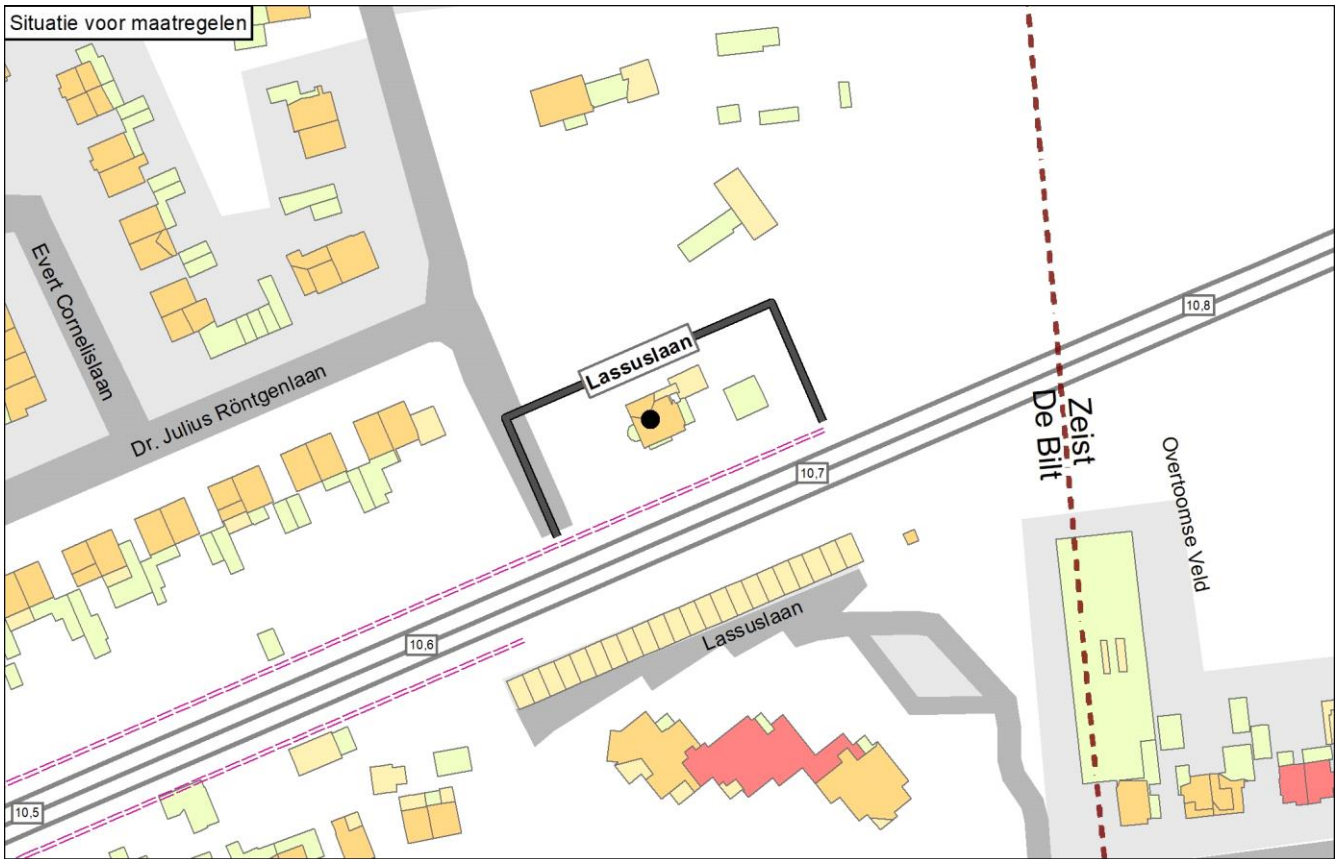 Situatie voor maatregelen
Evert Cornelislaan
Dr. Julius Röntgenlaan
Lassuslaan
10,8
10,7
Zeist
De Bilt
Overtoomse Veld
Lassuslaan
10,6
10,5